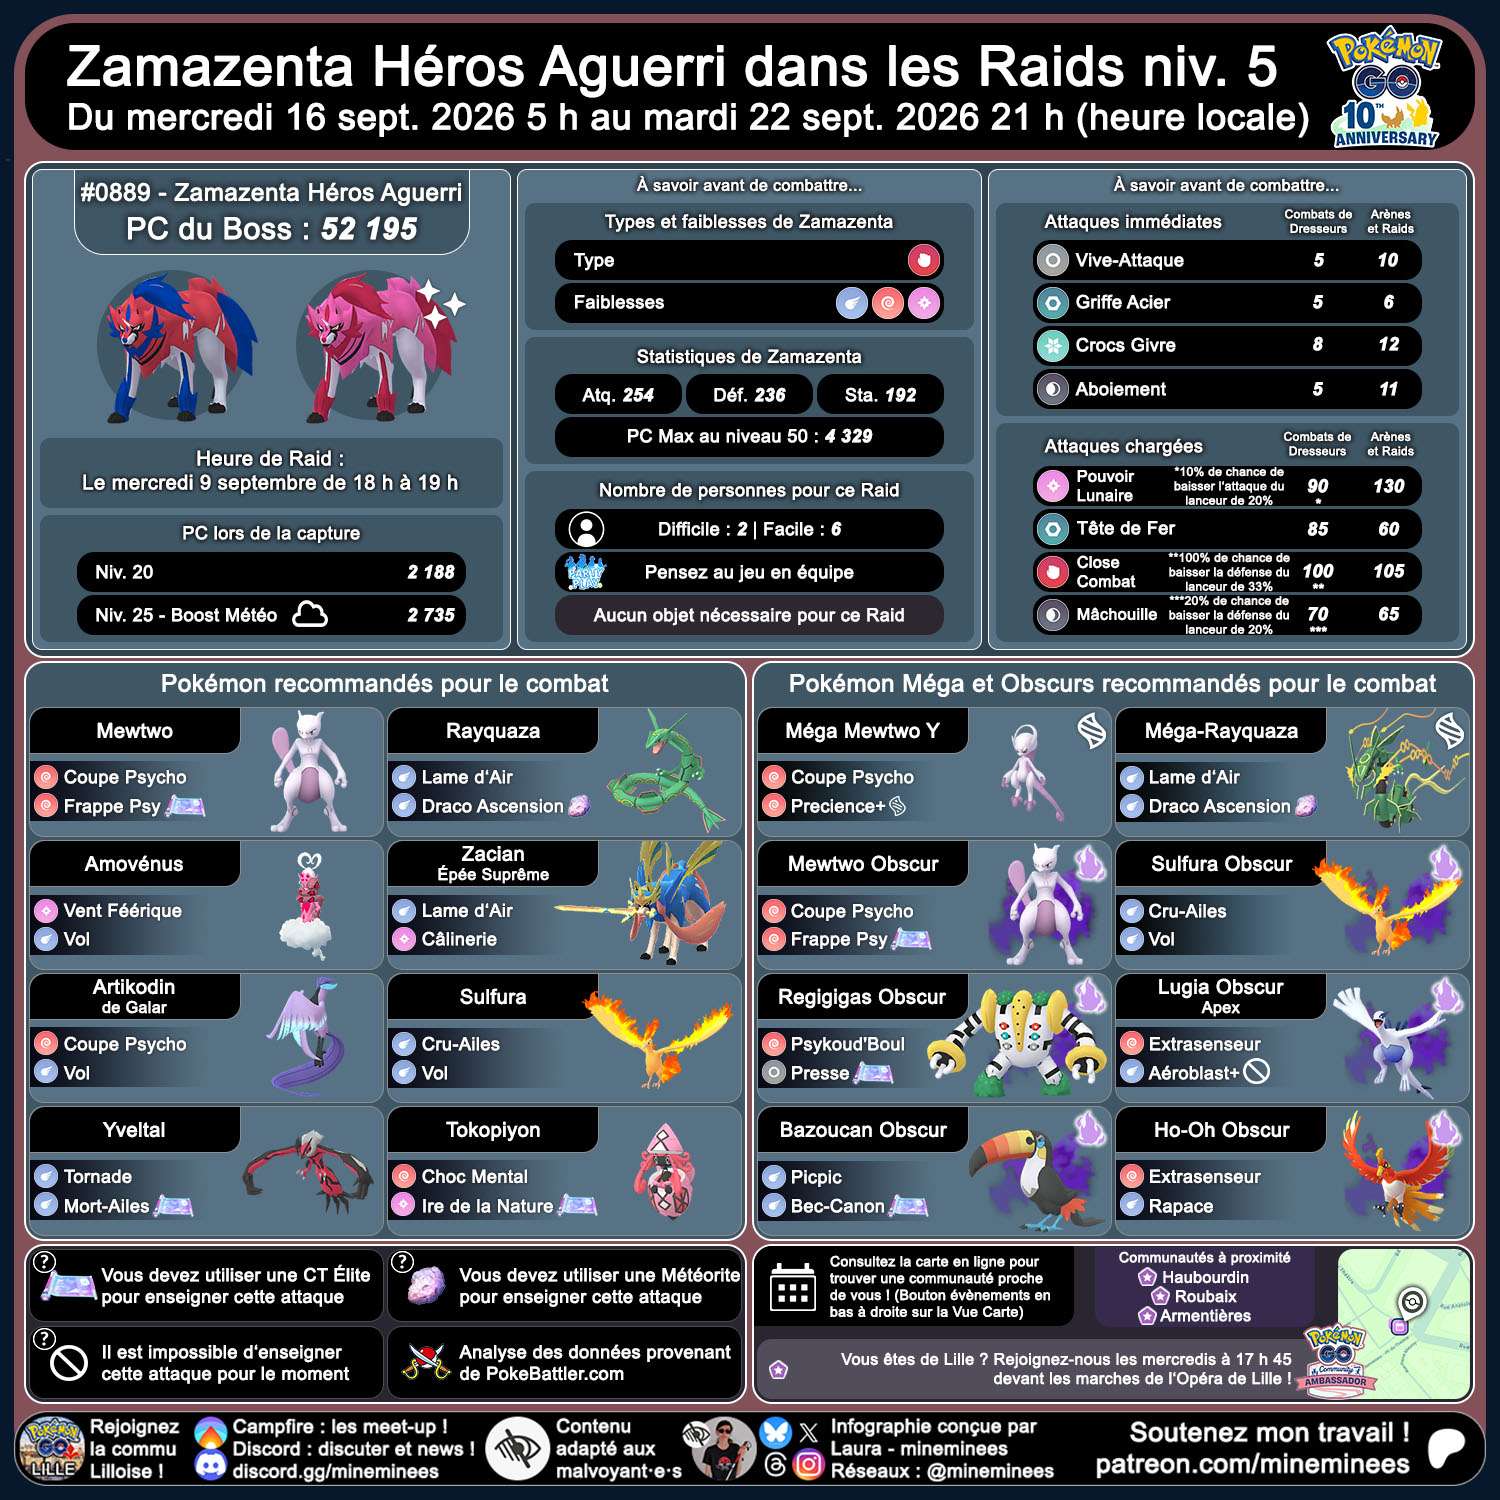 Zamazenta Héros Aguerri dans les Raids niv. 5
Du mercredi 16 sept. 2026 5 h au mardi 22 sept. 2026 21 h (heure locale)
POKÉMON
GO
10TH
ANNIVERSARY
#0889 - Zamazenta Héros Aguerri
PC du Boss : 52 195
Heure de Raid :
Le mercredi 9 septembre de 18 h à 19 h
PC lors de la capture
Niv. 20 2 188
Niv. 25 - Boost Météo 2 735
À savoir avant de combattre...
Types et faiblesses de Zamazenta
Type
Faiblesses
Statistiques de Zamazenta
Atq. 254 Déf. 236 Sta. 192
PC Max au niveau 50 : 4 329
Nombre de personnes pour ce Raid
Difficile : 2 | Facile : 6
PARTY PLAY
Pensez au jeu en équipe
Aucun objet nécessaire pour ce Raid
À savoir avant de combattre...
Attaques immédiates
Combats de Dresseurs
Arènes et Raids
Vive-Attaque 5 10
Griffe Acier 5 6
Crocs Givre 8 12
Aboiement 5 11
Attaques chargées
Combats de Dresseurs
Arènes et Raids
Pouvoir Lunaire
*10% de chance de
baisser l'attaque du
lanceur de 20%
90 * 130
Tête de Fer 85 60
Close Combat
**100% de chance de
baisser la défense du
lanceur de 33%
100 ** 105
Mâchouille
***20% de chance de
baisser la défense du
lanceur de 20%
70 *** 65
Pokémon recommandés pour le combat
Mewtwo
Coupe Psycho
Frappe Psy
Rayquaza
Lame d'Air
Draco Ascension
Amovénus
Vent Féérique
Vol
Zacian
Épée Suprême
Lame d'Air
Câlinerie
Artikodin
de Galar
Coupe Psycho
Vol
Sulfura
Cru-Ailes
Vol
Yveltal
Tornade
Mort-Ailes
Tokopiyon
Choc Mental
Ire de la Nature
Pokémon Méga et Obscurs recommandés pour le combat
Méga Mewtwo Y
Coupe Psycho
Precience+
Méga-Rayquaza
Lame d'Air
Draco Ascension
Mewtwo Obscur
Coupe Psycho
Frappe Psy
Sulfura Obscur
Cru-Ailes
Vol
Regigigas Obscur
Psykoud'Boul
Presse
Lugia Obscur
Apex
Extrasenseur
Aéroblast+
Bazoucan Obscur
Picpic
Bec-Canon
Ho-Oh Obscur
Extrasenseur
Rapace
?
Vous devez utiliser une CT Élite
pour enseigner cette attaque
?
Vous devez utiliser une Météorite
pour enseigner cette attaque
?
Il est impossible d'enseigner
cette attaque pour le moment
Analyse des données provenant
de PokeBattler.com
Consultez la carte en ligne pour
trouver une communauté proche
de vous ! (Bouton évènements en
bas à droite sur la Vue Carte)
Communautés à proximité
Haubourdin
Roubaix
Armentières
Vous êtes de Lille ? Rejoignez-nous les mercredis à 17 h 45
devant les marches de l'Opéra de Lille !
POKÉMON
GO
Community
AMBASSADOR
POKÉMON
GO
LILLE
Rejoignez
la commu
Lilloise !
Campfire : les meet-up !
Discord : discuter et news !
discord.gg/mineminees
Contenu
adapté aux
malvoyant·e·s
Infographie conçue par
Laura - mineminees
Réseaux : @mineminees
Soutenez mon travail !
patreon.com/mineminees